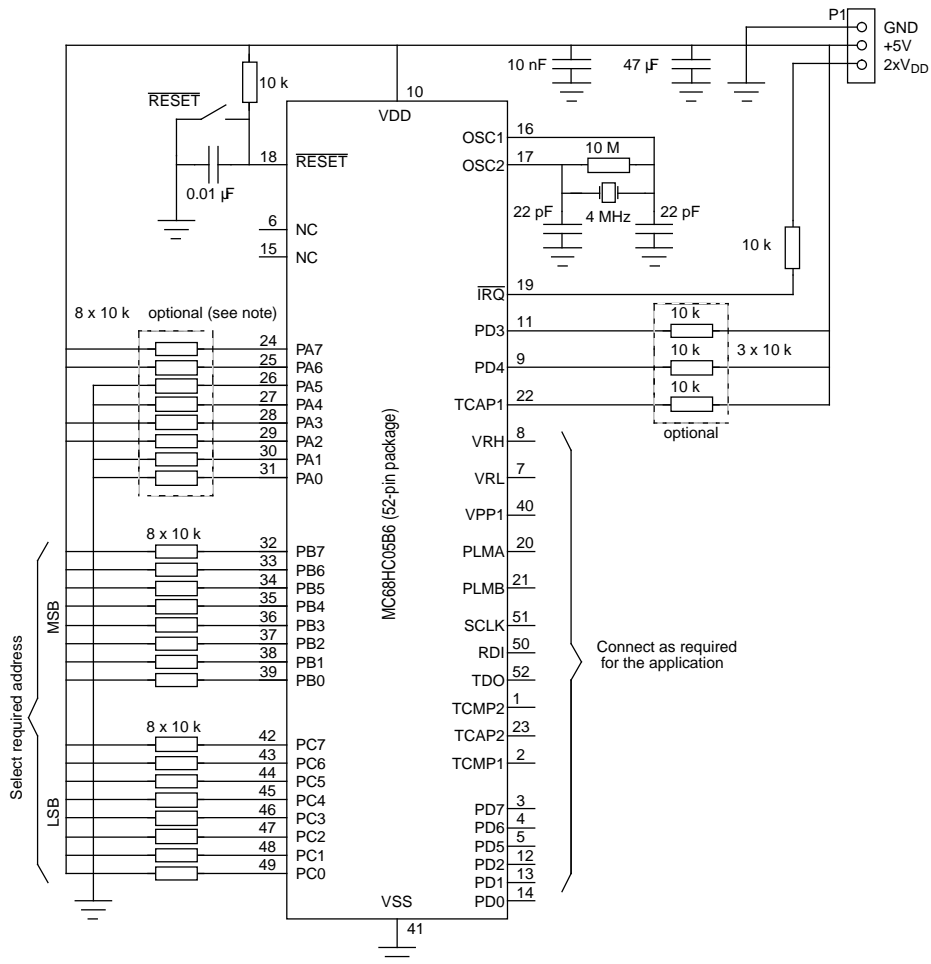 P1
GND
+5V
2xVDD
10 k
10 nF
47 µF
RESET
10
VDD
18
RESET
0.01 µF
16
OSC1
17
OSC2
10 M
22 pF
4 MHz
22 pF
6
NC
15
NC
10 k
19
IRQ
8 x 10 k
optional (see note)
24
PA7
25
PA6
26
PA5
27
PA4
28
PA3
29
PA2
30
PA1
31
PA0
11
PD3
10 k
9
PD4
10 k
3 x 10 k
22
TCAP1
10 k
optional
MC68HC05B6 (52-pin package)
8
VRH
7
VRL
40
VPP1
20
PLMA
21
PLMB
51
SCLK
50
RDI
52
TDO
1
TCMP2
23
TCAP2
2
TCMP1
3
PD7
4
PD6
5
PD5
12
PD2
13
PD1
14
PD0
Connect as required
for the application
8 x 10 k
32
PB7
33
PB6
34
PB5
35
PB4
36
PB3
37
PB2
38
PB1
39
PB0
Select required address
MSB
LSB
8 x 10 k
42
PC7
43
PC6
44
PC5
45
PC4
46
PC3
47
PC2
48
PC1
49
PC0
VSS
41